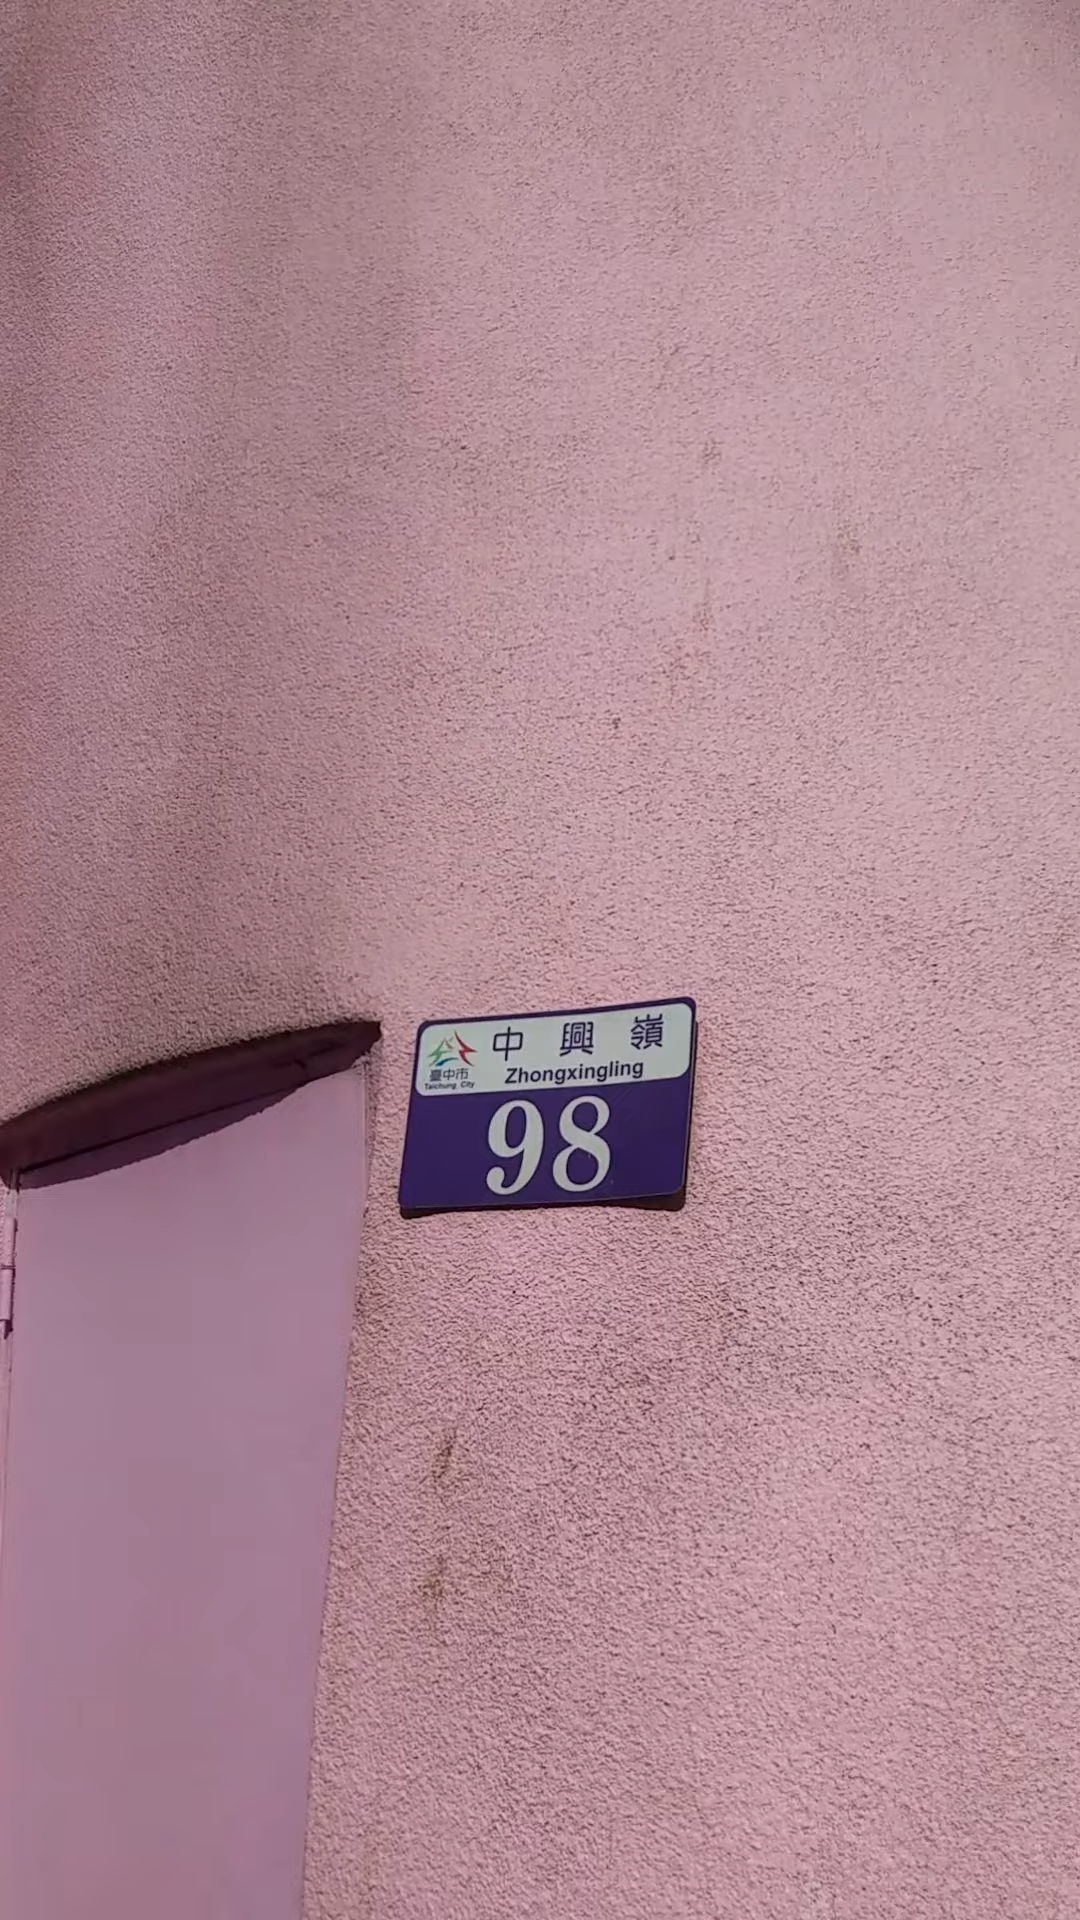 中興嶺
Zhongxingling
臺中市
Taichung City
98